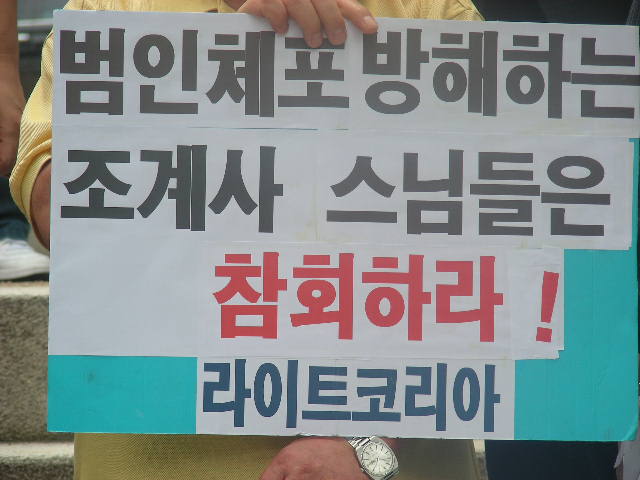 범인체포 방해하는
조계사 스님들은
참회하라!
라이트코리아